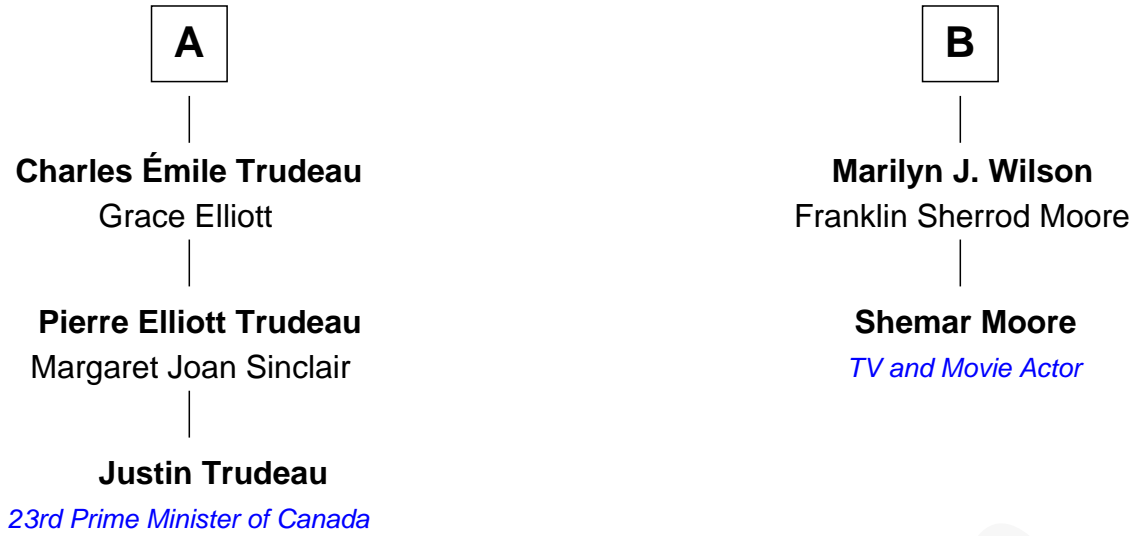 A
Charles Émile Trudeau
Grace Elliott
Pierre Elliott Trudeau
Margaret Joan Sinclair
Justin Trudeau
23rd Prime Minister of Canada
B
Marilyn J. Wilson
Franklin Sherrod Moore
Shemar Moore
TV and Movie Actor